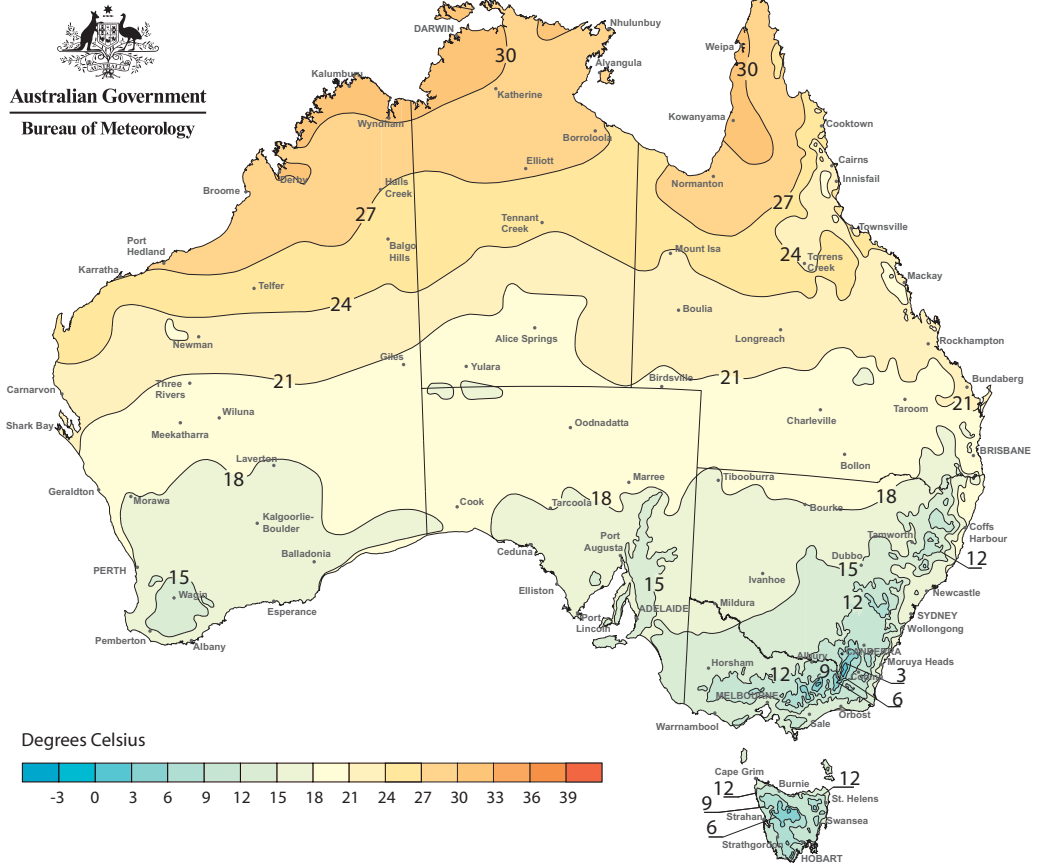 AUSTRALIA
Australian Government
Bureau of Meteorology
DARWIN
Nhulunbuy
30
Weipa
Alyangula
30
Kalumburu
Katherine
Wyndham
Kowanyama
Cooktown
Borroloola
Elliott
Cairns
Derby
Halls
Creek
Normanton
Innisfail
Broome
27
27
Tennant
Creek
Townsville
Port
Hedland
Balgo
Hills
Mount Isa
24
Torrens
Creek
Karratha
Mackay
Telfer
24
Boulia
Newman
Alice Springs
Longreach
Rockhampton
Giles
Yulara
21
Birdsville
21
Bundaberg
Carnarvon
Three
Rivers
Taroom
21
Wiluna
Charleville
Shark Bay
Meekatharra
Oodnadatta
BRISBANE
Laverton
Bollon
18
Marree
Tibooburra
Geraldton
Morawa
Cook
Tarcoola
18
18
Bourke
Kalgoorlie-
Boulder
Coffs
Harbour
Tamworth
Port
Augusta
Balladonia
Ceduna
Dubbo
12
PERTH
15
15
Ivanhoe
15
Wagin
Elliston
12
Newcastle
Esperance
ADELAIDE
Mildura
SYDNEY
Port
Lincoln
Wollongong
Pemberton
Albany
CANBERRA
Albury
Moruya Heads
Horsham
12
9
Cooma
3
MELBOURNE
6
Orbost
Warrnambool
Sale
Degrees Celsius
-3 0 3 6 9 12 15 18 21 24 27 30 33 36 39
Cape Grim
Burnie
12
12
St. Helens
9
Strahan
Swansea
6
Strathgordon
HOBART